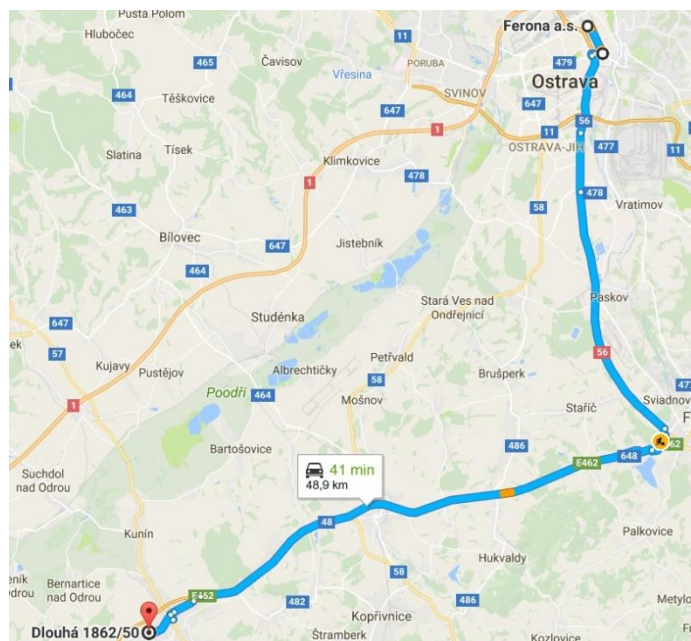 Pusta Polom
Hlubočec
11
Ferona a.s.
465
Čavisov
PORUBA
479
Vřesina
Ostrava
464
Těškovice
SVINOV
647
647
56
Slatina
Tísek
1
11
477
OSTRAVA-JIH
11
Klimkovice
1
478
58
478
Vratimov
463
Bílovec
647
Jistebník
464
Stará Ves nad
Ondřejnicí
Paskov
Studénka
647
57
Petřvald
56
Kujavy
Pustějov
Albrechtičky
58
Brušperk
Poodří
464
477
1
Mošnov
Staříč
Sviadnov
F
Bartošovice
486
62
Suchdol
nad Odrou
41 min
48,9 km
E462
648
Kunín
48
Palkovice
Hukvaldy
Bernartice
nad Odrou
E462
58
482
486
Metylo
Dlouhá 1862/50
Kopřivnice
Štramberk
Kozlovice